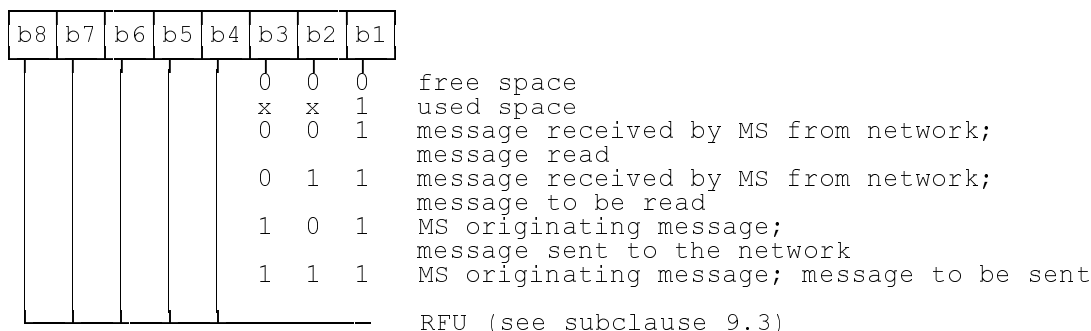 b8 b7 b6 b5 b4 b3 b2 b1
0 0 0 free space
x x 1 used space
0 0 1 message received by MS from network;
message read
0 1 1 message received by MS from network;
message to be read
1 0 1 MS originating message;
message sent to the network
1 1 1 MS originating message; message to be sent
RFU (see subclause 9.3)